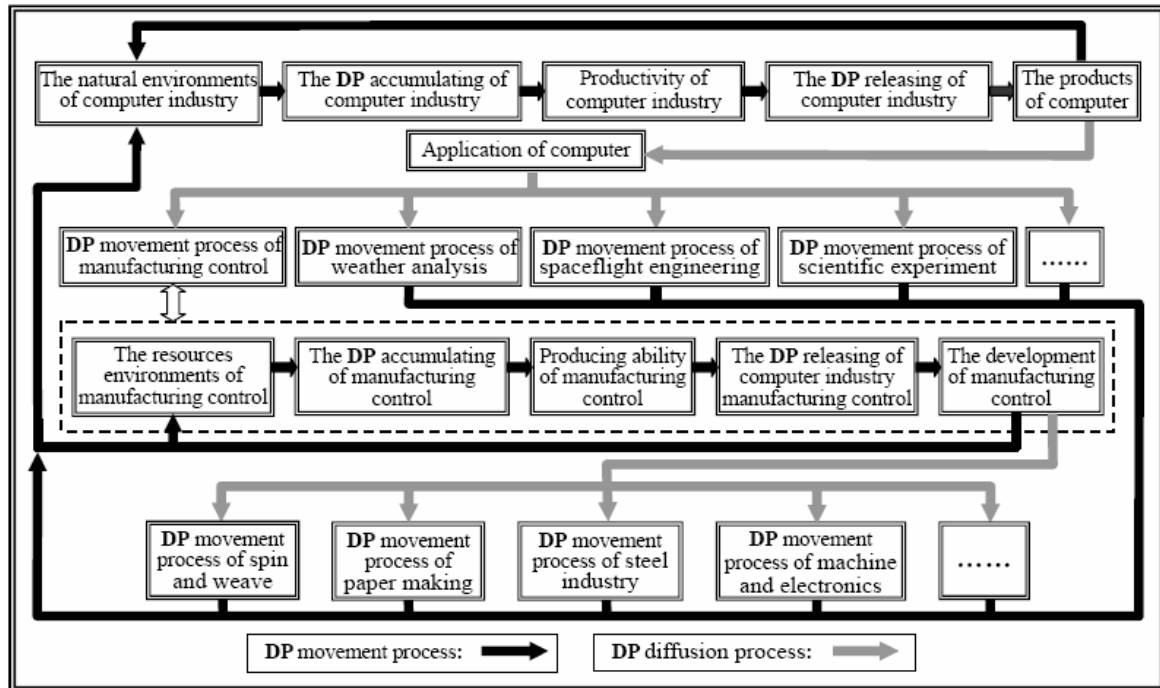 The natural environments
of computer industry
The DP accumulating of
computer industry
Productivity of
computer industry
The DP releasing of
computer industry
The products
of computer
Application of computer
DP movement process of
manufacturing control
DP movement process of
weather analysis
DP movement process of
spaceflight engineering
DP movement process of
scientific experiment
……
The resources
environments of
manufacturing control
The DP accumulating
of manufacturing
control
Producing ability
of manufacturing
control
The DP releasing of
computer industry
manufacturing control
The development
of manufacturing
control
DP movement
process of spin
and weave
DP movement
process of
paper making
DP movement
process of steel
industry
DP movement
process of machine
and electronics
……
DP movement process:
DP diffusion process: